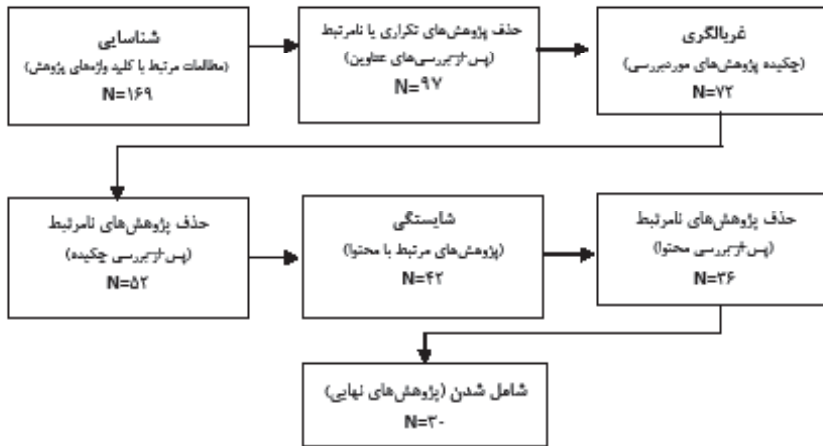 شناسایی
(مطالعات مرتبط با کلید واژه‌های پژوهش)
N=۱۶۹
حذف پژوهش‌های تکراری یا نامرتبط
(پس از بررسی‌های عناوین)
N=۹۷
غربالگری
(چکیده پژوهش‌های موردبررسی)
N=۷۲
حذف پژوهش‌های نامرتبط
(پس از بررسی چکیده)
N=۵۲
شایستگی
(پژوهش‌های مرتبط با محتوا)
N=۴۲
حذف پژوهش‌های نامرتبط
(پس از بررسی محتوا)
N=۳۶
شامل شدن (پژوهش‌های نهایی)
N=۳۰